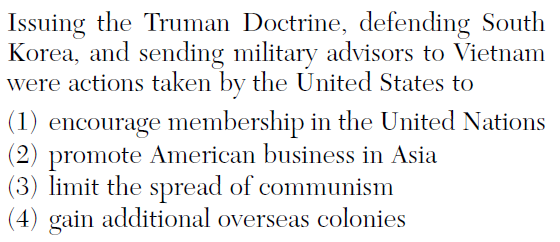 Issuing the Truman Doctrine, defending South
Korea, and sending military advisors to Vietnam
were actions taken by the United States to
(1) encourage membership in the United Nations
(2) promote American business in Asia
(3) limit the spread of communism
(4) gain additional overseas colonies